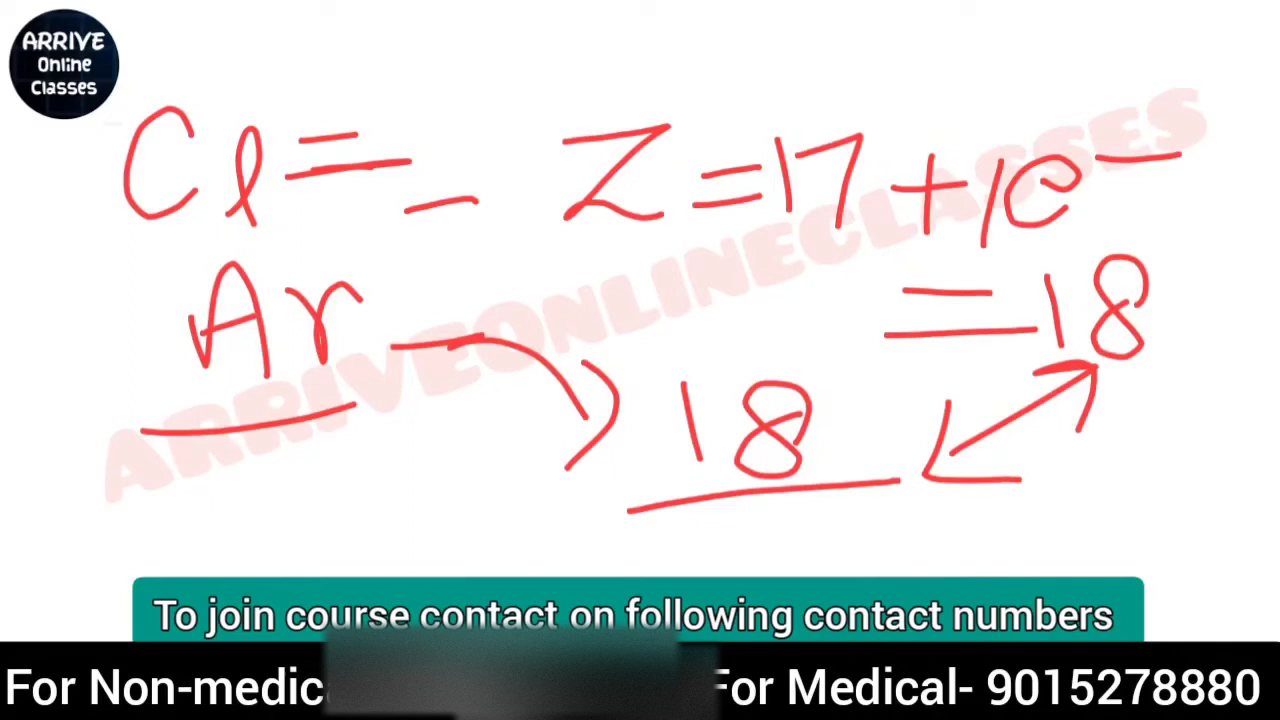 ARRIVE
Online
Classes
Cl = - Z = 17 + 1e-
= 18
Ar → 18
ARRIVEONLINECLASSES
To join course contact on following contact numbers
For Non-medic For Medical- 9015278880